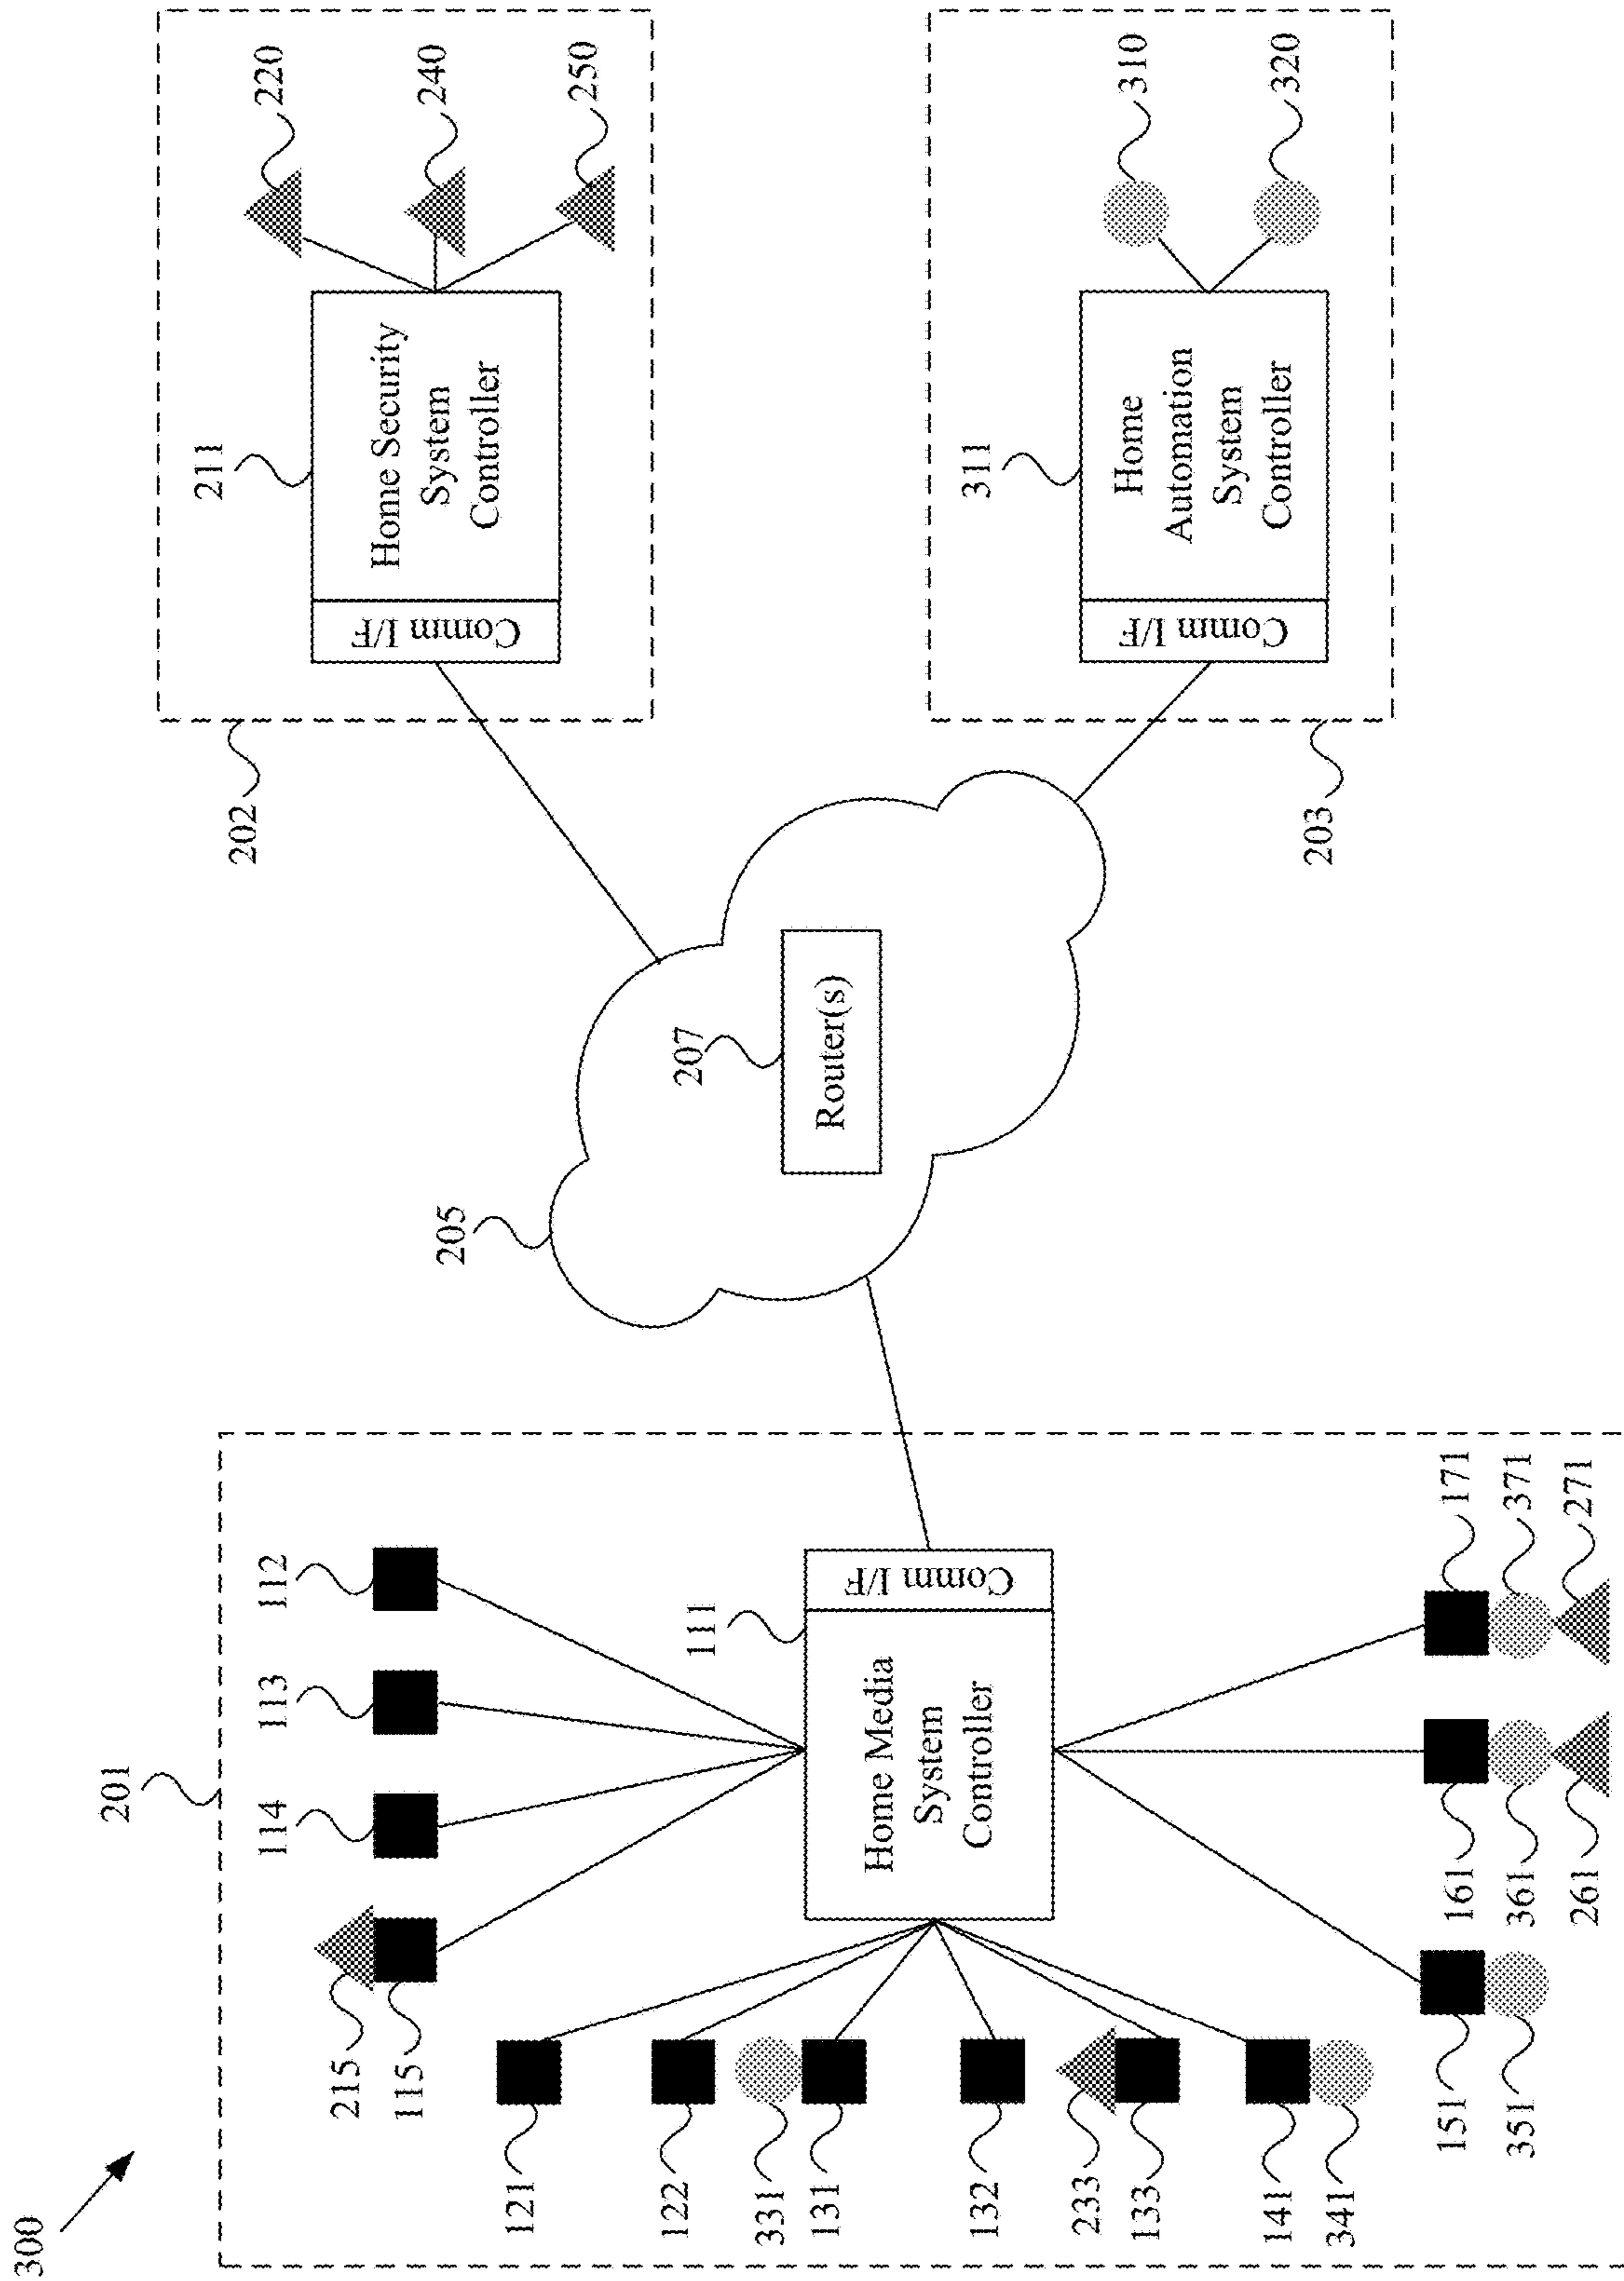 300
201
215
115
114
113
112
121
122
331
131
132
233
133
141
341
111
Home Media
System
Controller
Comm I/F
151
351
161
361
261
171
371
271
205
207
Router(s)
202
211
Comm I/F
Home Security
System
Controller
220
240
250
203
311
Comm I/F
Home
Automation
System
Controller
310
320